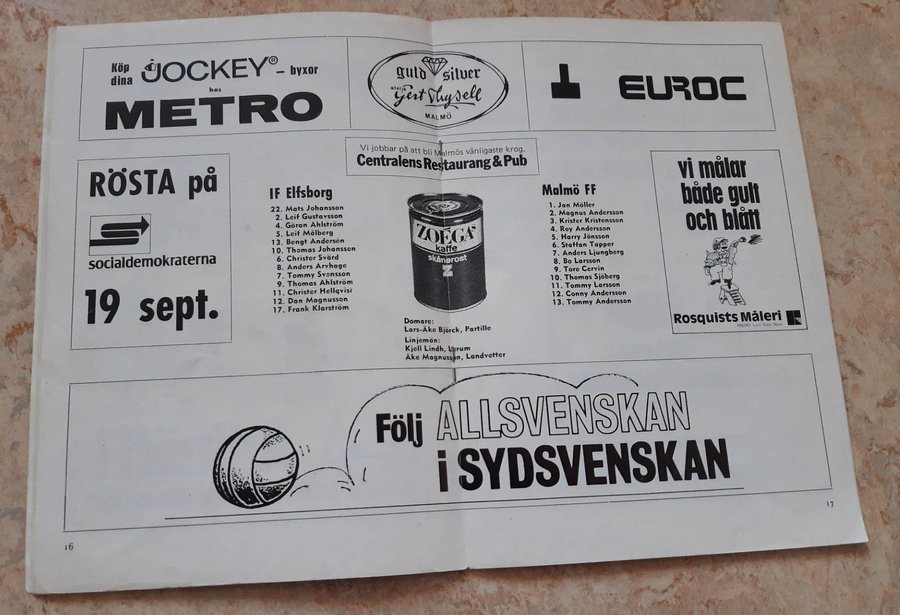 Köp dina JOCKEY® – byxor
hos
METRO
guld silver
Gert Thysell
MALMÖ
EUROC
Vi jobbar på att bli Malmös vänligaste krog.
Centralens Restaurang & Pub
RÖSTA på
socialdemokraterna
19 sept.
IF Elfsborg
22. Mats Johansson
2. Leif Gustavsson
4. Göran Ahlström
5. Leif Målberg
13. Bengt Andersén
10. Thomas Johansson
6. Christer Svärd
8. Anders Arvhage
7. Tommy Svensson
9. Thomas Ahlström
11. Christer Hellqvist
12. Dan Magnusson
17. Frank Klarström
ZOÉGAS
kaffe
skånerost
Z
Domare:
Lars-Åke Björck, Partille
Linjemän:
Kjell Lindh, Lerum
Åke Magnusson, Landvetter
Malmö FF
1. Jan Möller
2. Magnus Andersson
3. Krister Kristensson
4. Roy Andersson
5. Harry Jönsson
6. Staffan Tapper
7. Anders Ljungberg
8. Bo Larsson
9. Tore Cervin
10. Thomas Sjöberg
11. Tommy Larsson
12. Conny Andersson
13. Tommy Andersson
vi målar
både gult
och blått
Rosquists Måleri
Följ ALLSVENSKAN
i SYDSVENSKAN
16
17